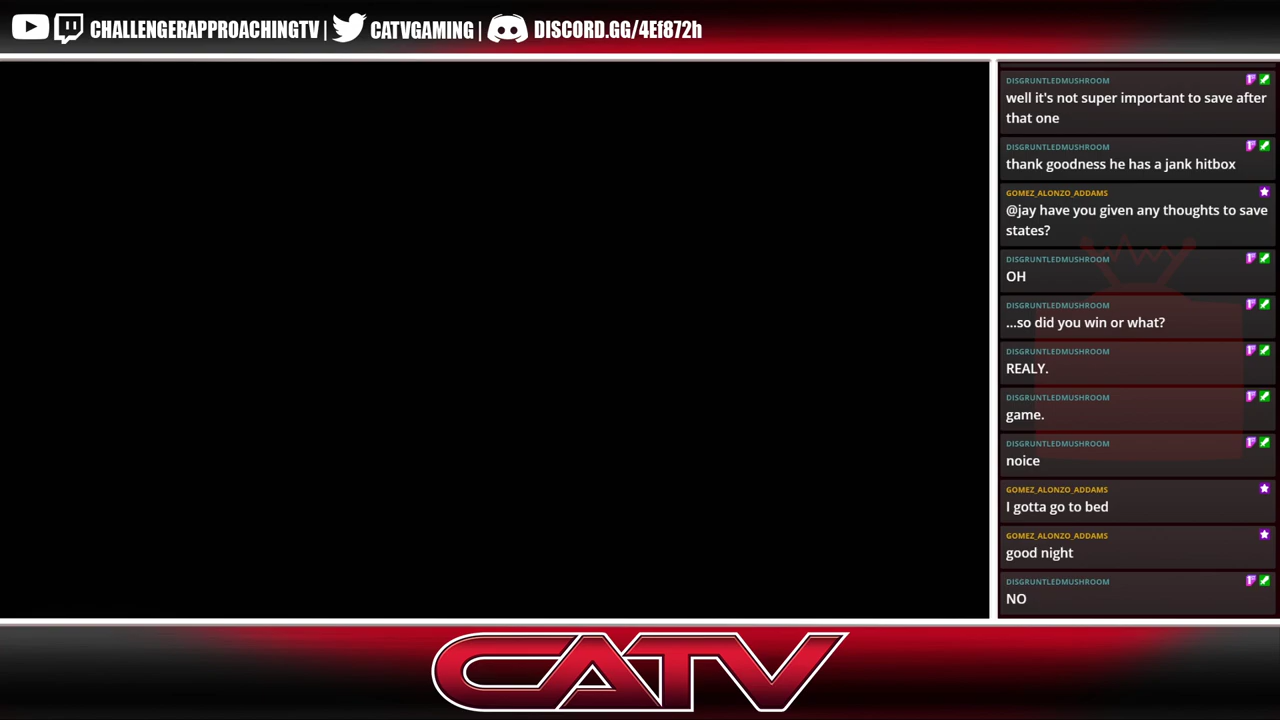 CHALLENGERAPPROACHINGTV | CATVGAMING | DISCORD.GG/4Ef872h
DISGRUNTLEDMUSHROOM
well it's not super important to save after
that one
DISGRUNTLEDMUSHROOM
thank goodness he has a jank hitbox
GOMEZ_ALONZO_ADDAMS
@jay have you given any thoughts to save
states?
DISGRUNTLEDMUSHROOM
OH
DISGRUNTLEDMUSHROOM
...so did you win or what?
DISGRUNTLEDMUSHROOM
REALY.
DISGRUNTLEDMUSHROOM
game.
DISGRUNTLEDMUSHROOM
noice
GOMEZ_ALONZO_ADDAMS
I gotta go to bed
GOMEZ_ALONZO_ADDAMS
good night
DISGRUNTLEDMUSHROOM
NO
CATV